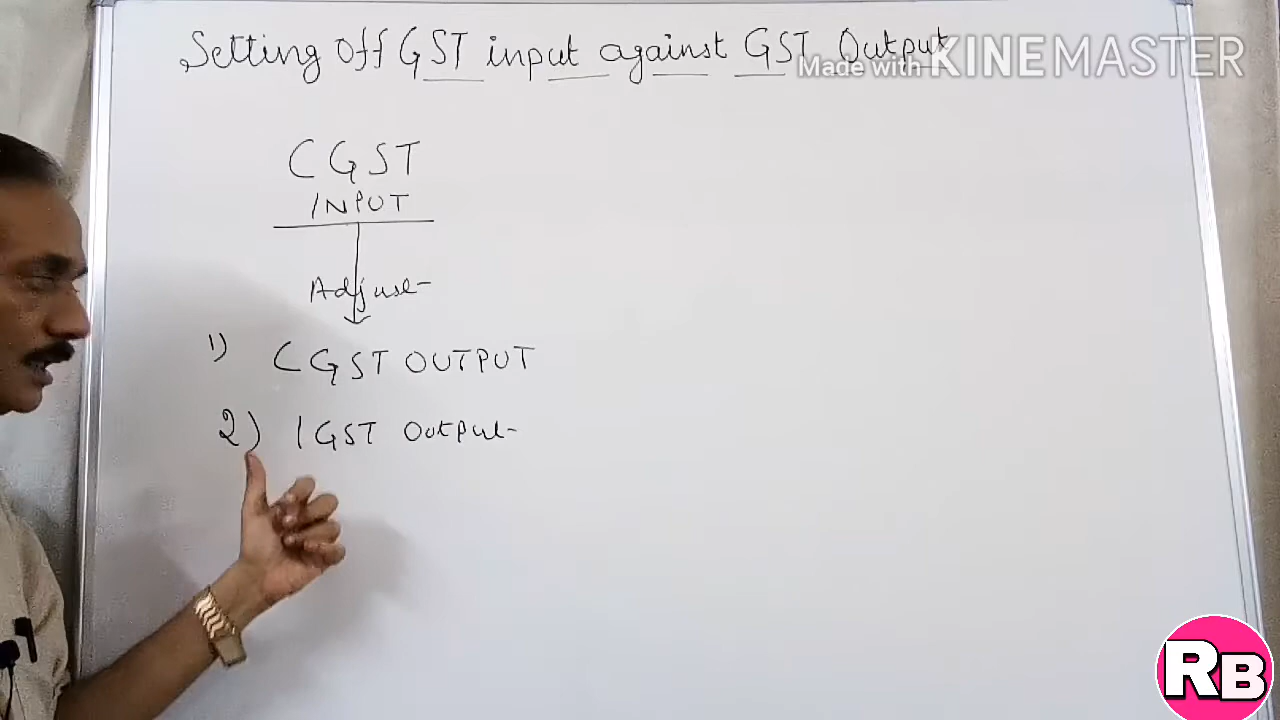 Setting off GST input against GST Output
Made with KINEMASTER
CGST
INPUT
Adjust
1) CGST OUTPUT
2) IGST Output
RB